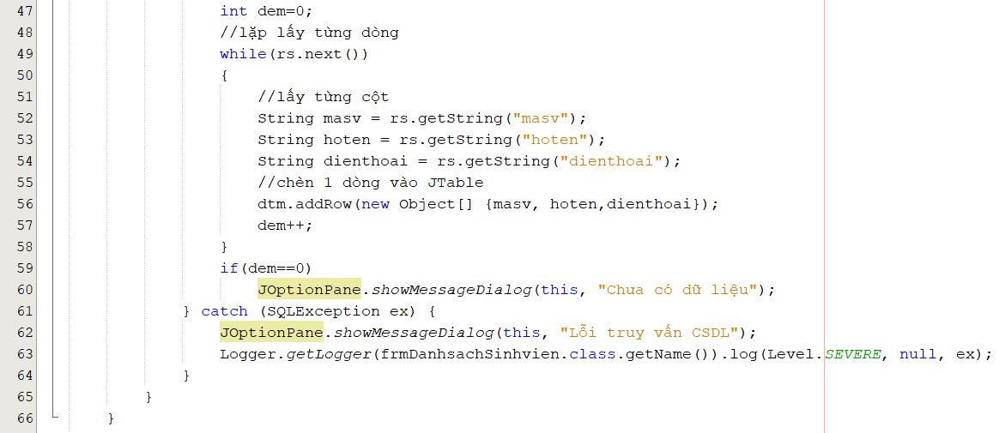 47 int dem=0;
48 //lặp lấy từng dòng
49 while(rs.next())
50 {
51 //lấy từng cột
52 String masv = rs.getString("masv");
53 String hoten = rs.getString("hoten");
54 String dienthoai = rs.getString("dienthoai");
55 //chèn 1 dòng vào JTable
56 dtm.addRow(new Object[] {masv, hoten,dienthoai});
57 dem++;
58 }
59 if(dem==0)
60 JOptionPane.showMessageDialog(this, "Chưa có dữ liệu");
61 } catch (SQLException ex) {
62 JOptionPane.showMessageDialog(this, "Lỗi truy vấn CSDL");
63 Logger.getLogger(frmDanhsachSinhvien.class.getName()).log(Level.SEVERE, null, ex);
64 }
65 }
66 }